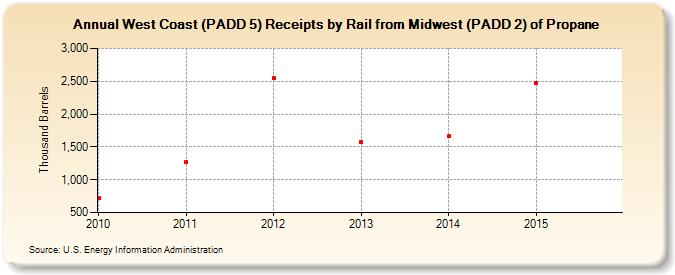 Annual West Coast (PADD 5) Receipts by Rail from Midwest (PADD 2) of Propane
Thousand Barrels
3,000
2,500
2,000
1,500
1,000
500
2010 2011 2012 2013 2014 2015
Source: U.S. Energy Information Administration